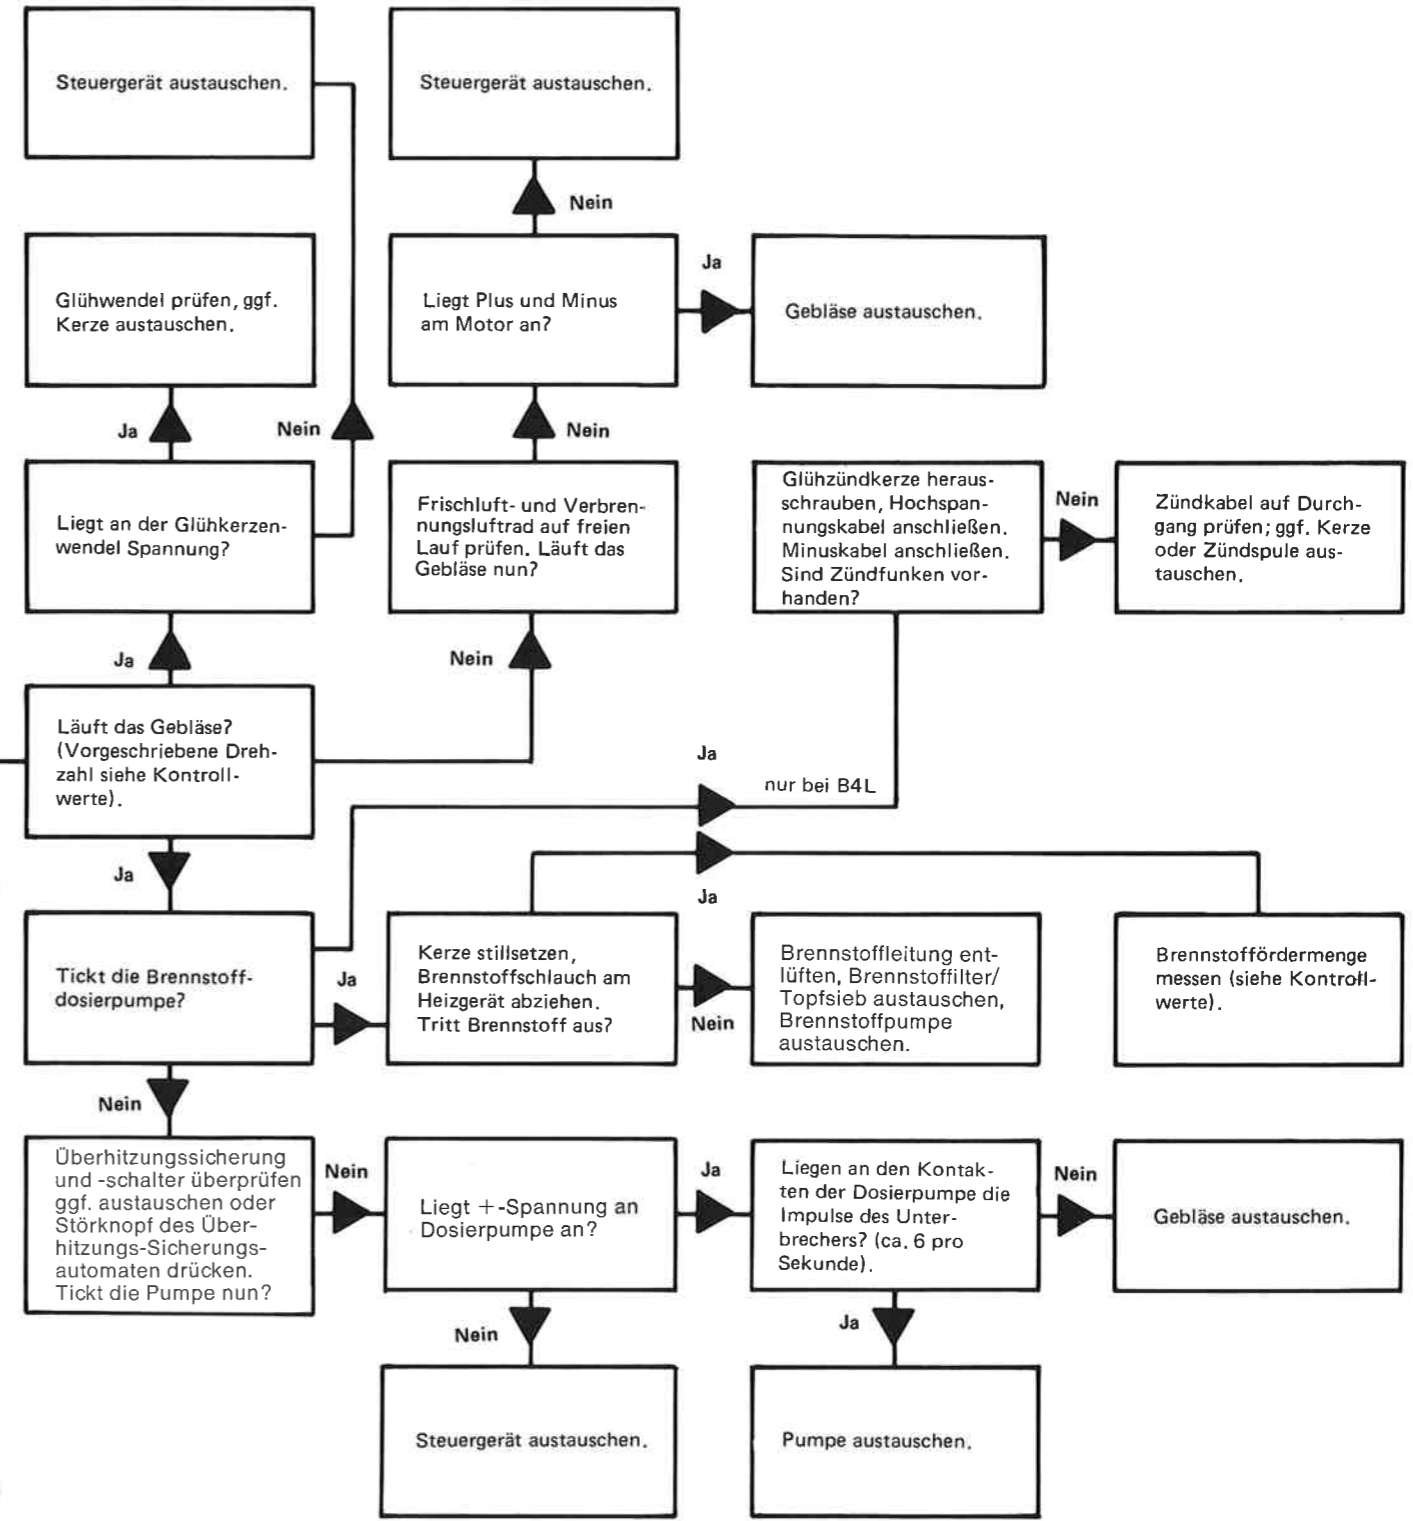 Steuergerät austauschen.
Steuergerät austauschen.
Nein
Glühwendel prüfen, ggf.
Kerze austauschen.
Liegt Plus und Minus
am Motor an?
Ja
Gebläse austauschen.
Ja
Nein
Nein
Liegt an der Glühkerzen-
wendel Spannung?
Frischluft- und Verbren-
nungsluftrad auf freien
Lauf prüfen. Läuft das
Gebläse nun?
Glühzündkerze heraus-
schrauben, Hochspan-
nungskabel anschließen.
Minuskabel anschließen.
Sind Zündfunken vor-
handen?
Nein
Zündkabel auf Durch-
gang prüfen; ggf. Kerze
oder Zündspule aus-
tauschen.
Ja
Nein
Läuft das Gebläse?
(Vorgeschriebene Dreh-
zahl siehe Kontroll-
werte).
Ja
nur bei B4L
Ja
Ja
Tickt die Brennstoff-
dosierpumpe?
Ja
Kerze stillsetzen,
Brennstoffschlauch am
Heizgerät abziehen.
Tritt Brennstoff aus?
Nein
Brennstoffleitung ent-
lüften, Brennstoffilter/
Topfsieb austauschen,
Brennstoffpumpe
austauschen.
Brennstoffördermenge
messen (siehe Kontroll-
werte).
Nein
Überhitzungssicherung
und -schalter überprüfen
ggf. austauschen oder
Störknopf des Über-
hitzungs-Sicherungs-
automaten drücken.
Tickt die Pumpe nun?
Nein
Liegt +-Spannung an
Dosierpumpe an?
Ja
Liegen an den Kontak-
ten der Dosierpumpe die
Impulse des Unter-
brechers? (ca. 6 pro
Sekunde).
Nein
Gebläse austauschen.
Nein
Ja
Steuergerät austauschen.
Pumpe austauschen.